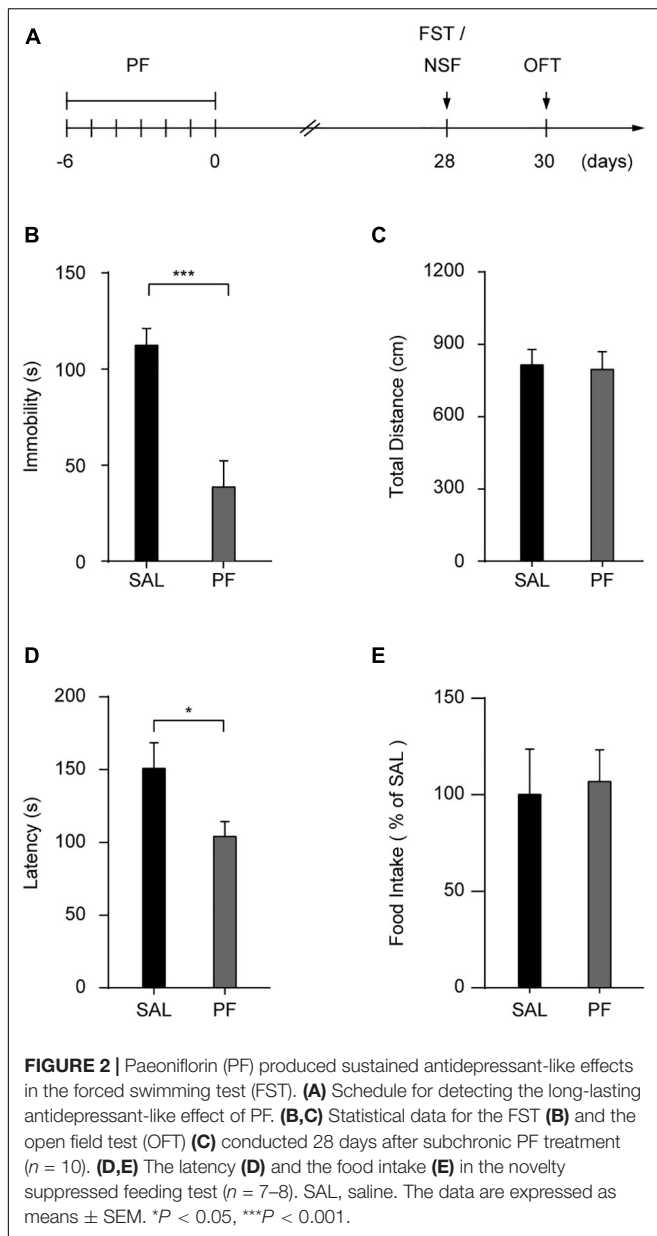 A
PF
FST /
NSF
OFT
-6
0
28
30
(days)
B
Immobility (s)
150
100
50
0
***
SAL
PF
C
Total Distance (cm)
1200
900
600
300
0
SAL
PF
D
Latency (s)
200
150
100
50
0
*
SAL
PF
E
Food Intake ( % of SAL )
150
100
50
0
SAL
PF
FIGURE 2 | Paeoniflorin (PF) produced sustained antidepressant-like effects
in the forced swimming test (FST). (A) Schedule for detecting the long-lasting
antidepressant-like effect of PF. (B,C) Statistical data for the FST (B) and the
open field test (OFT) (C) conducted 28 days after subchronic PF treatment
(n = 10). (D,E) The latency (D) and the food intake (E) in the novelty
suppressed feeding test (n = 7–8). SAL, saline. The data are expressed as
means ± SEM. *P < 0.05, ***P < 0.001.